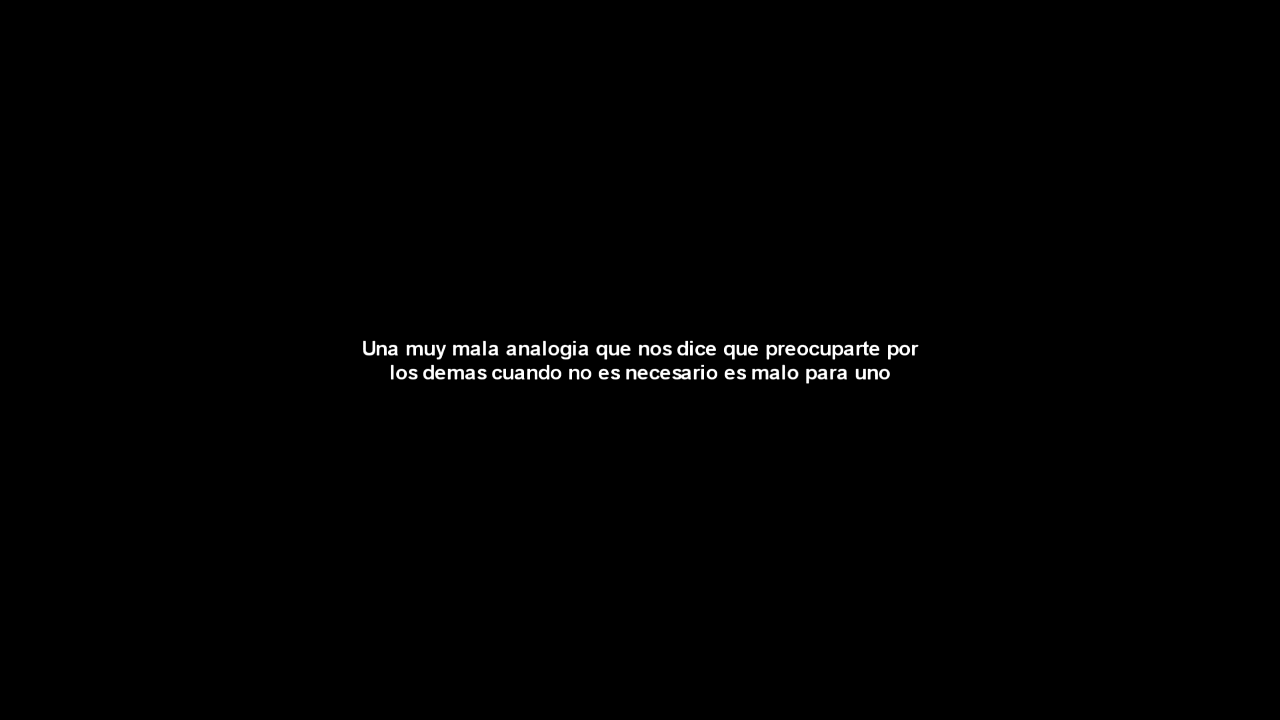 Una muy mala analogia que nos dice que preocuparte por
los demas cuando no es necesario es malo para uno